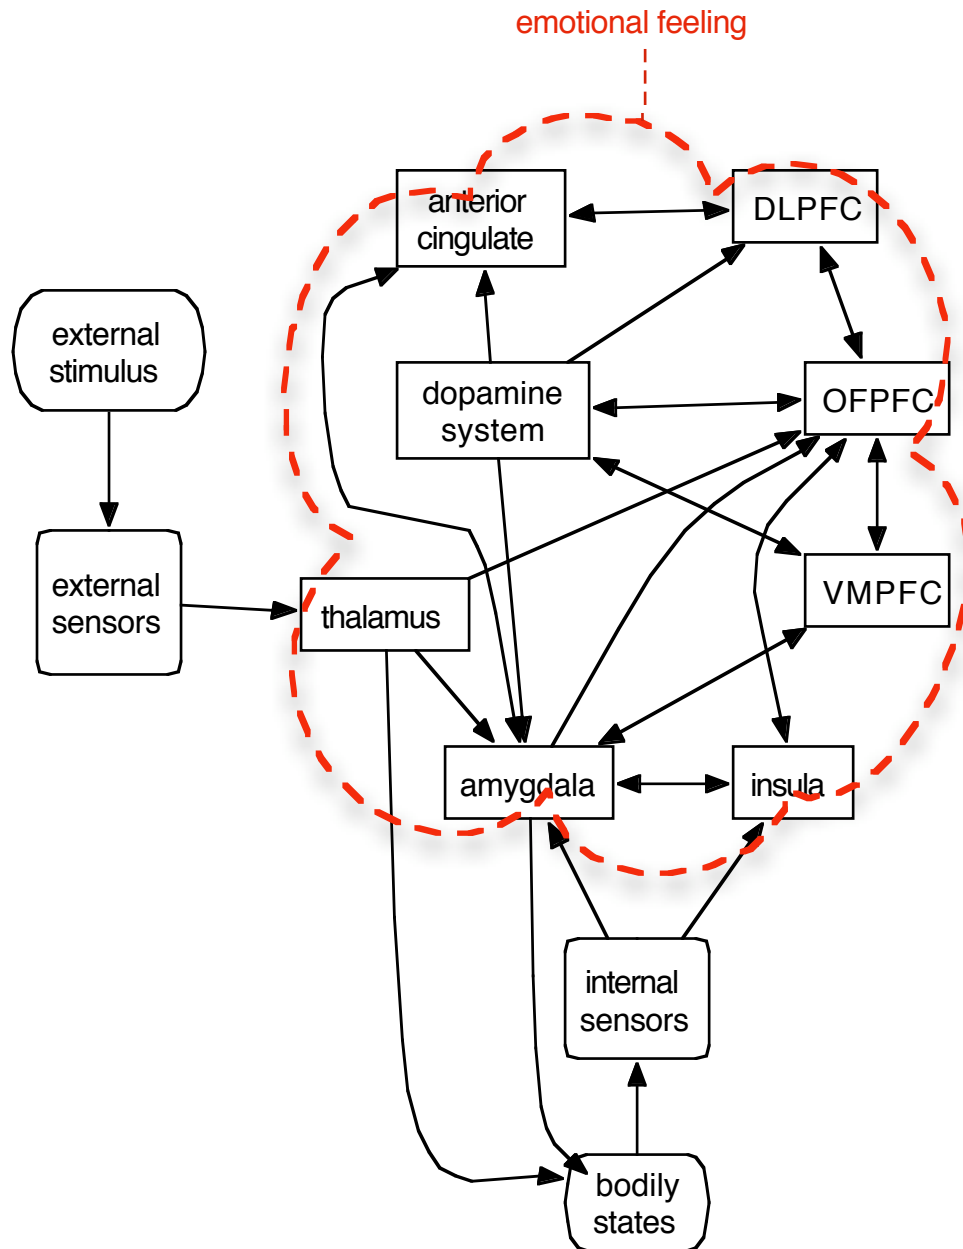 emotional feeling
anterior
cingulate
DLPFC
external
stimulus
dopamine
system
OFPFC
external
sensors
thalamus
VMPFC
amygdala
insula
internal
sensors
bodily
states